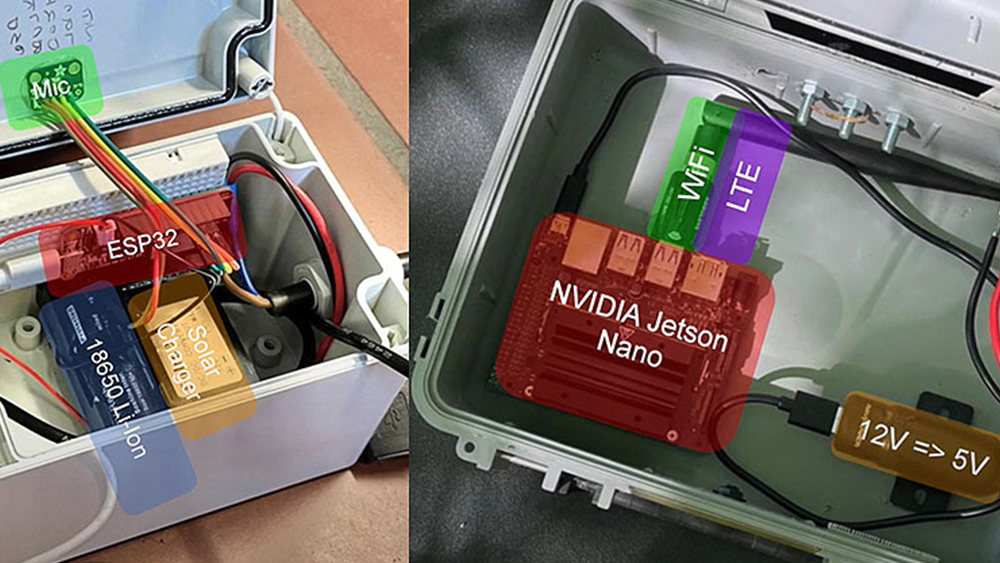 Mic
ESP32
18650 Li-Ion
Solar
Charger
WiFi
LTE
NVIDIA Jetson
Nano
12V => 5V